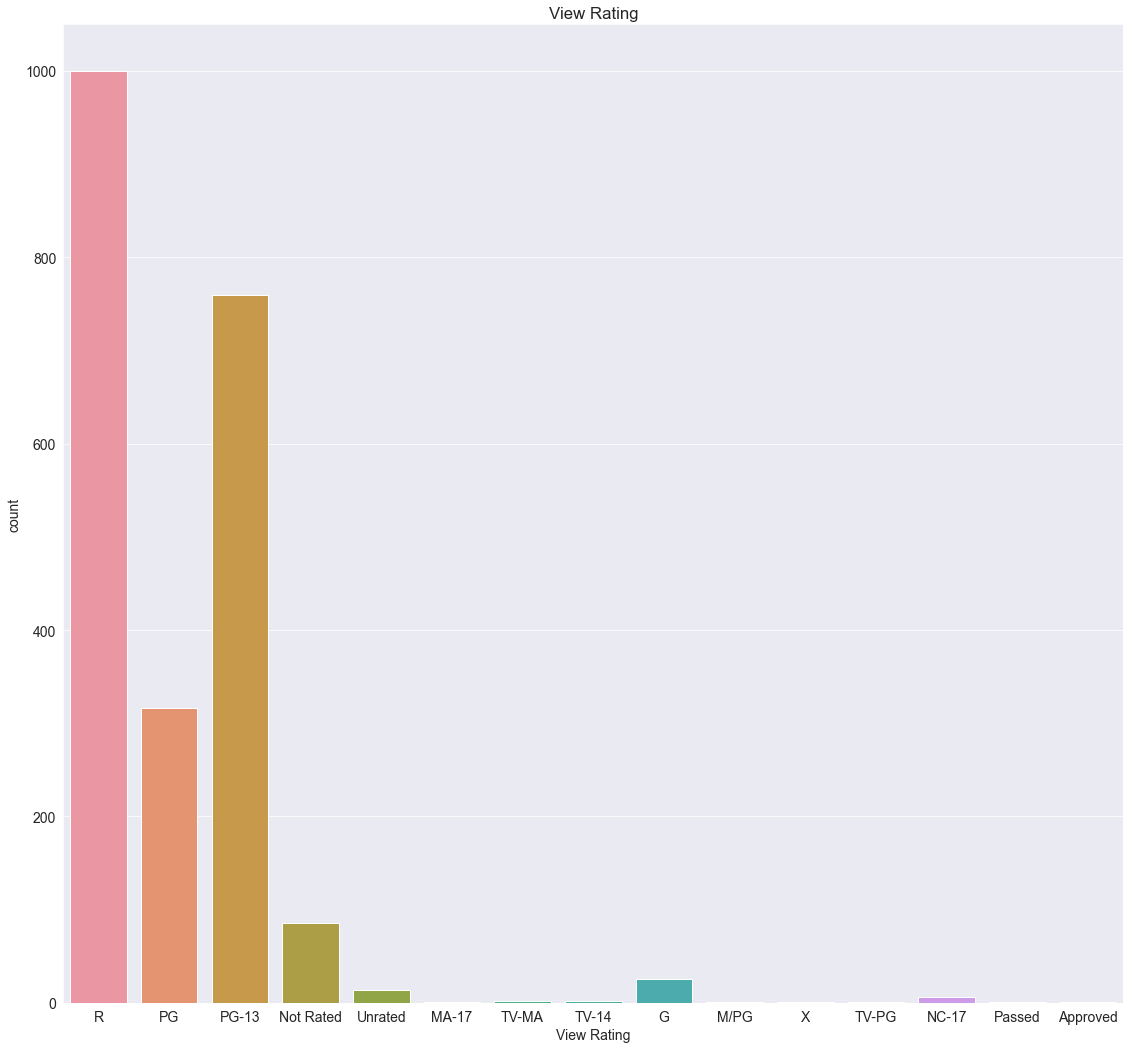 View Rating
1000
800
600
400
200
0
count
R PG PG-13 Not Rated Unrated MA-17 TV-MA TV-14 G M/PG X TV-PG NC-17 Passed Approved
View Rating